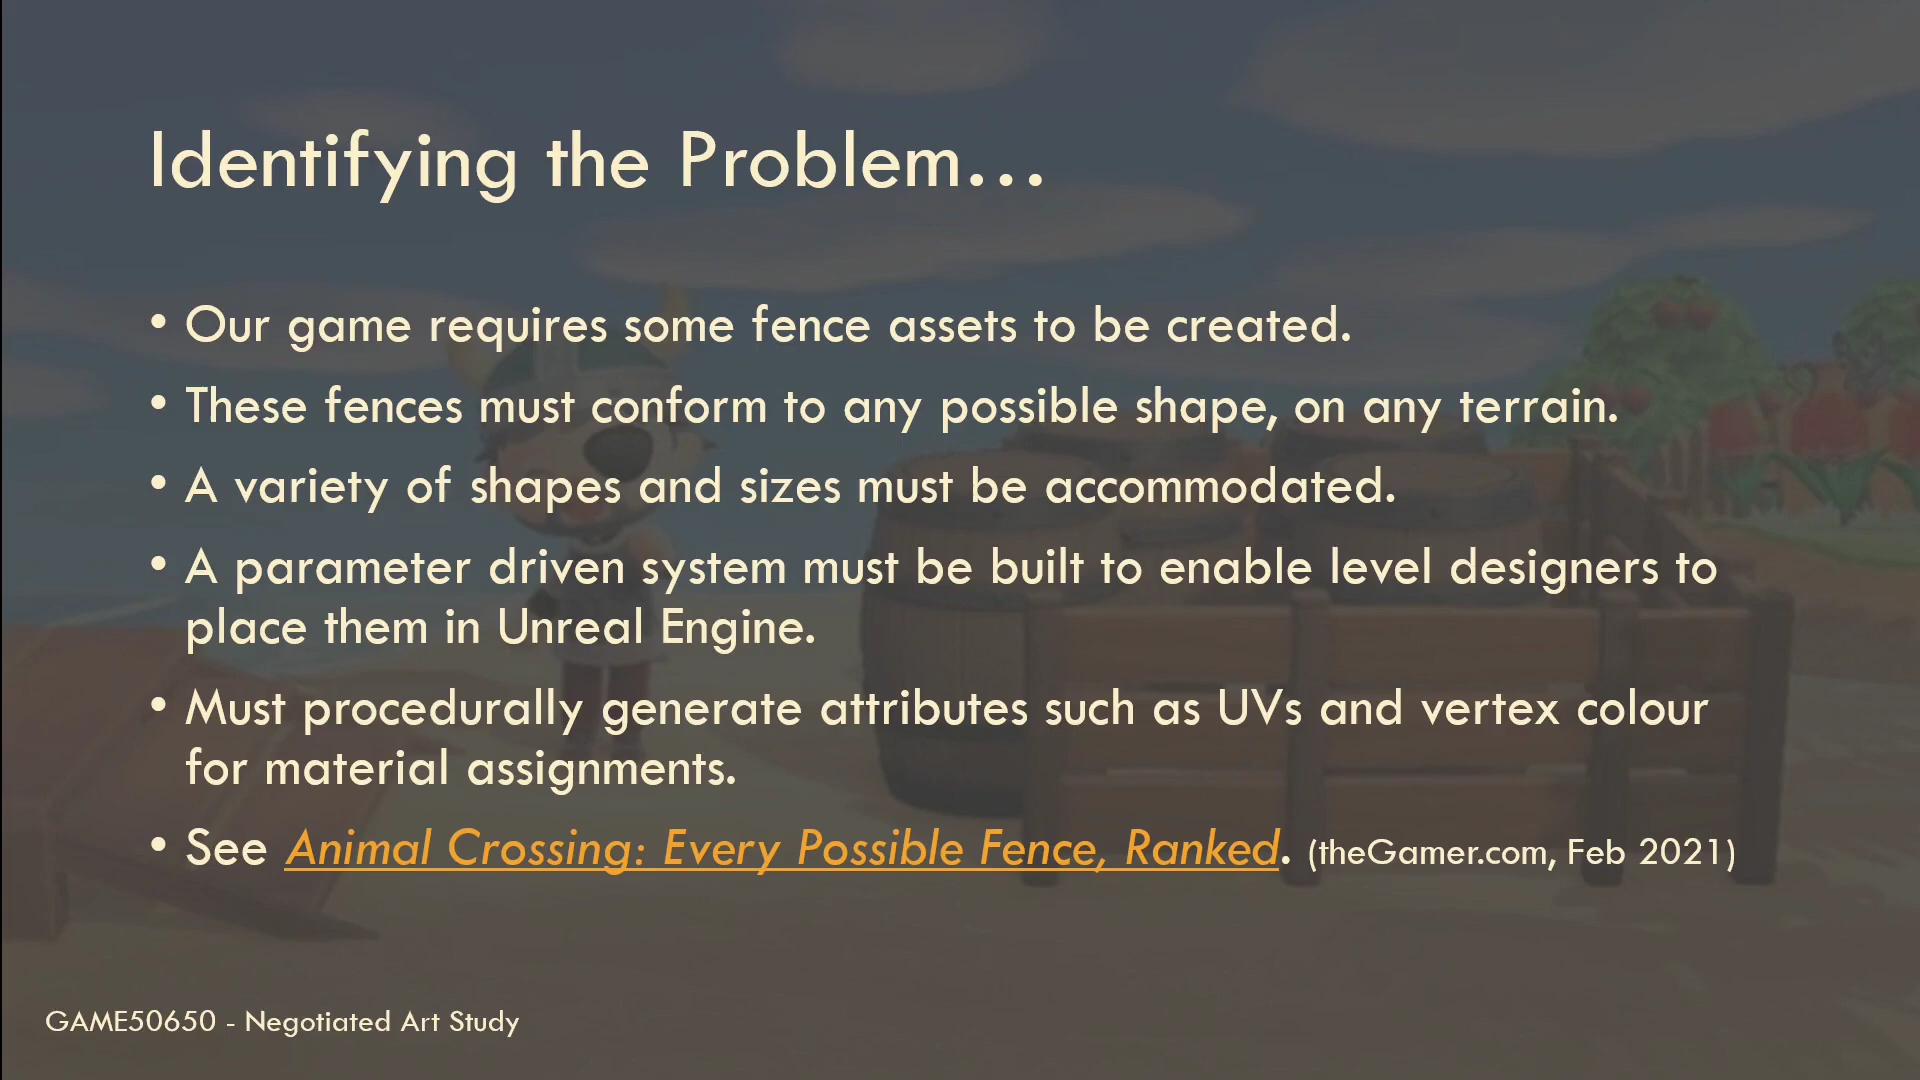 Identifying the Problem…
• Our game requires some fence assets to be created.
• These fences must conform to any possible shape, on any terrain.
• A variety of shapes and sizes must be accommodated.
• A parameter driven system must be built to enable level designers to
place them in Unreal Engine.
• Must procedurally generate attributes such as UVs and vertex colour
for material assignments.
• See Animal Crossing: Every Possible Fence, Ranked. (theGamer.com, Feb 2021)
GAME50650 - Negotiated Art Study